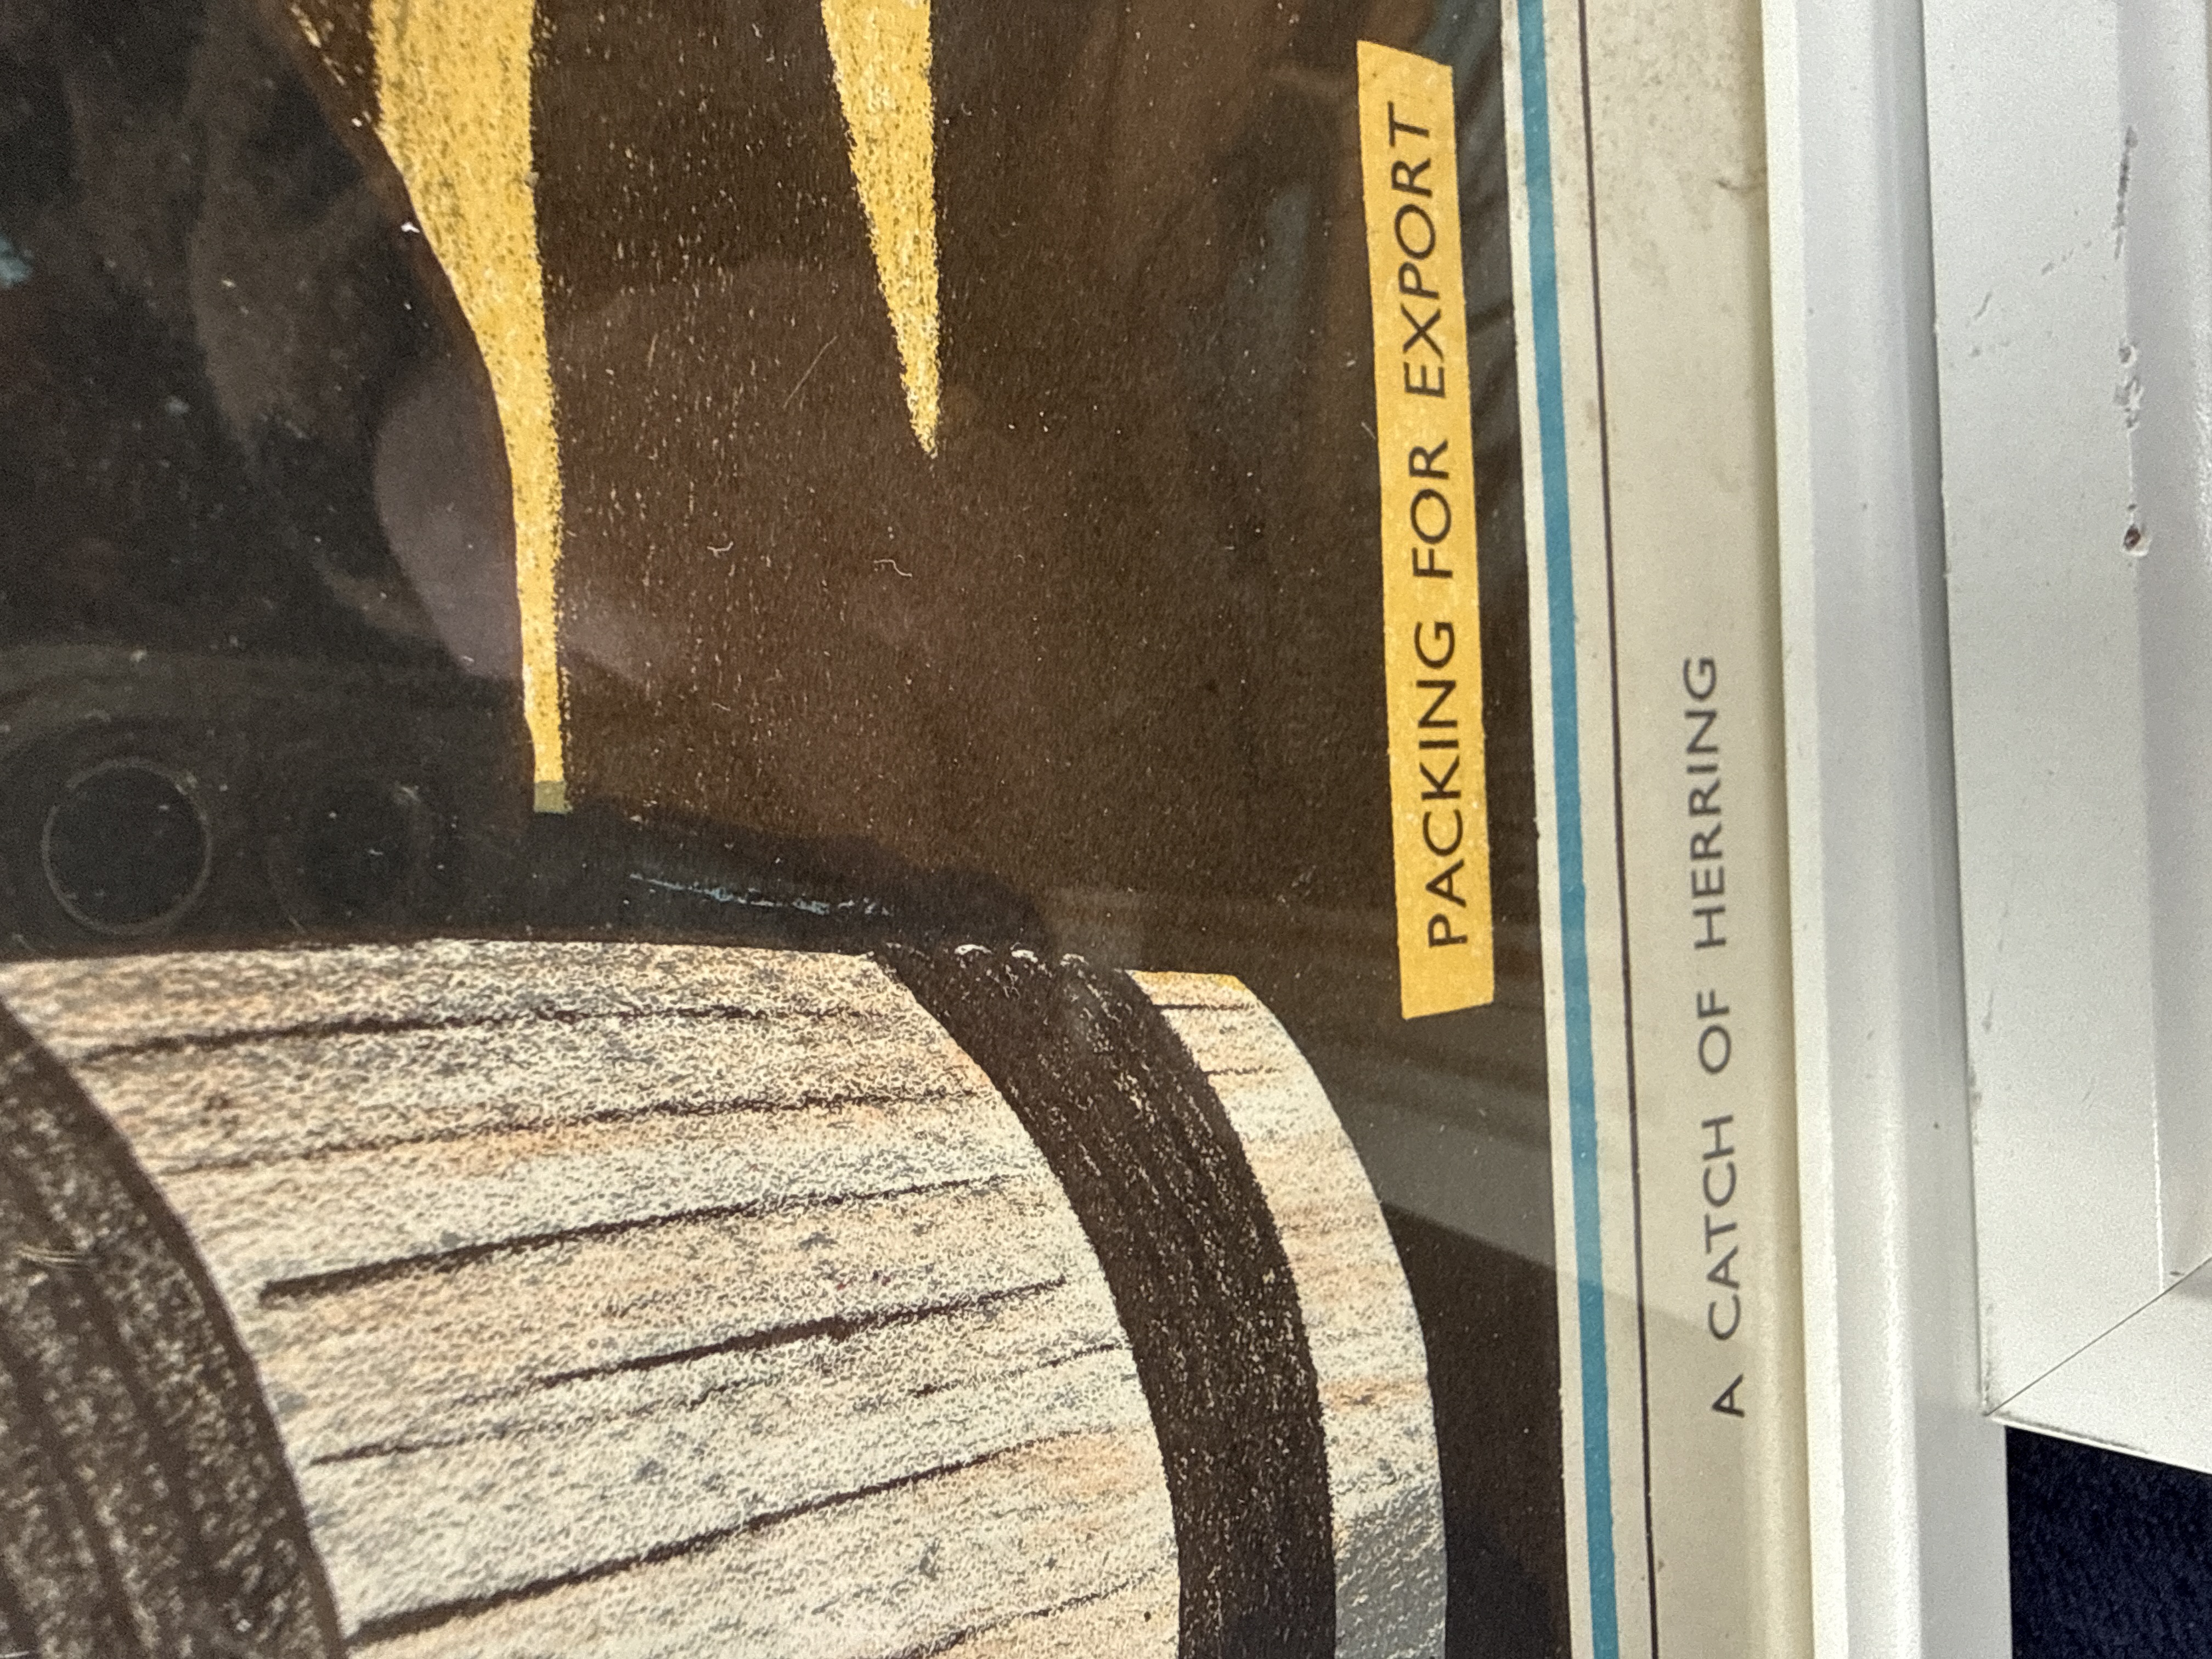 PACKING FOR EXPORT
A CATCH OF HERRING